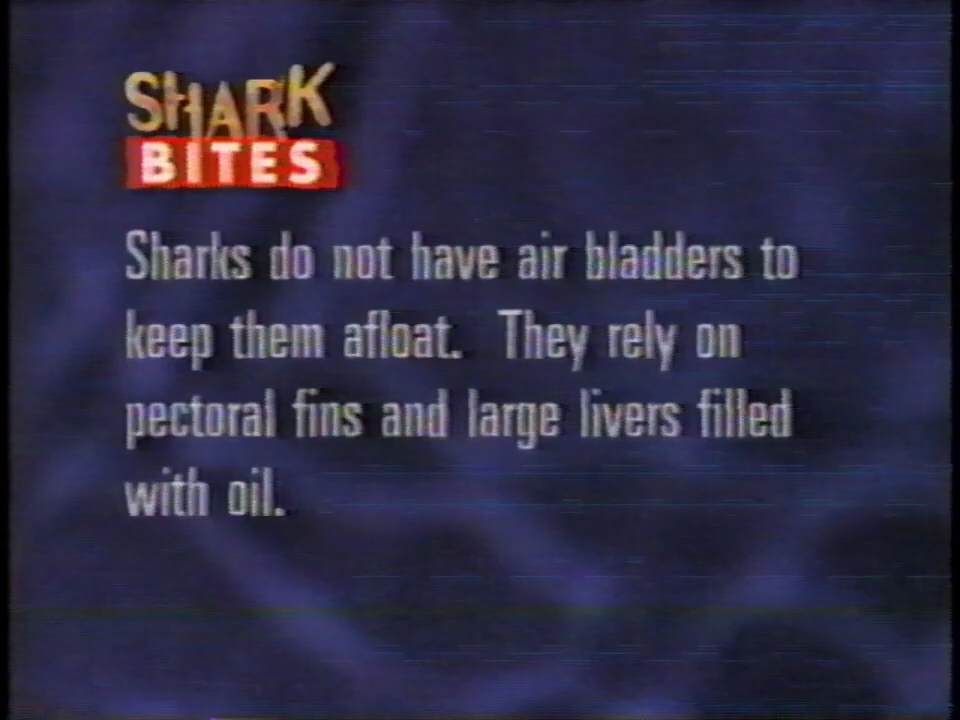 SHARK
BITES
Sharks do not have air bladders to
keep them afloat. They rely on
pectoral fins and large livers filled
with oil.